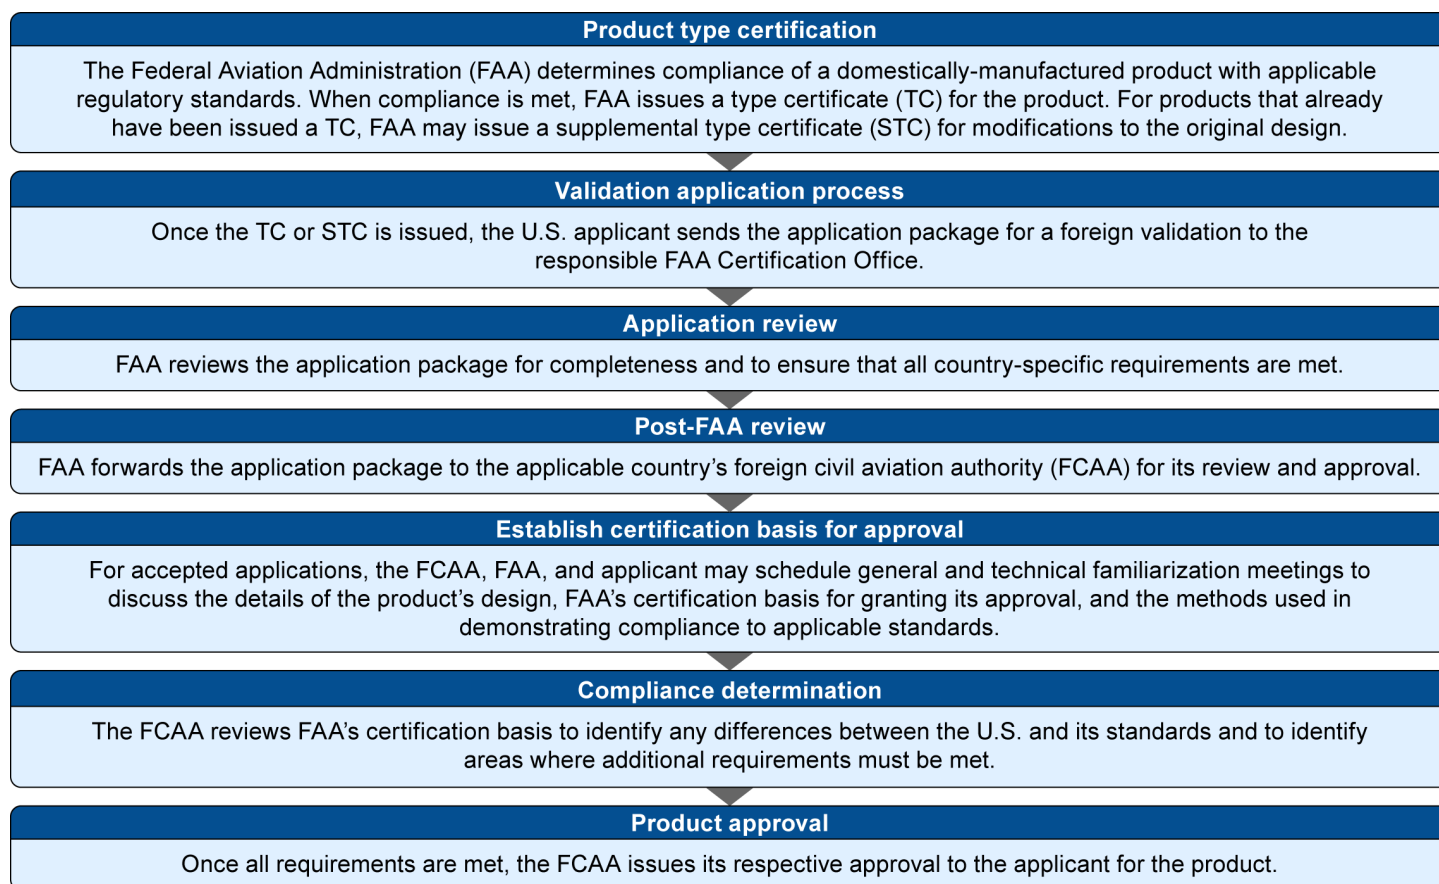 Product type certification
The Federal Aviation Administration (FAA) determines compliance of a domestically-manufactured product with applicable
regulatory standards. When compliance is met, FAA issues a type certificate (TC) for the product. For products that already
have been issued a TC, FAA may issue a supplemental type certificate (STC) for modifications to the original design.
Validation application process
Once the TC or STC is issued, the U.S. applicant sends the application package for a foreign validation to the
responsible FAA Certification Office.
Application review
FAA reviews the application package for completeness and to ensure that all country-specific requirements are met.
Post-FAA review
FAA forwards the application package to the applicable country’s foreign civil aviation authority (FCAA) for its review and approval.
Establish certification basis for approval
For accepted applications, the FCAA, FAA, and applicant may schedule general and technical familiarization meetings to
discuss the details of the product’s design, FAA’s certification basis for granting its approval, and the methods used in
demonstrating compliance to applicable standards.
Compliance determination
The FCAA reviews FAA’s certification basis to identify any differences between the U.S. and its standards and to identify
areas where additional requirements must be met.
Product approval
Once all requirements are met, the FCAA issues its respective approval to the applicant for the product.